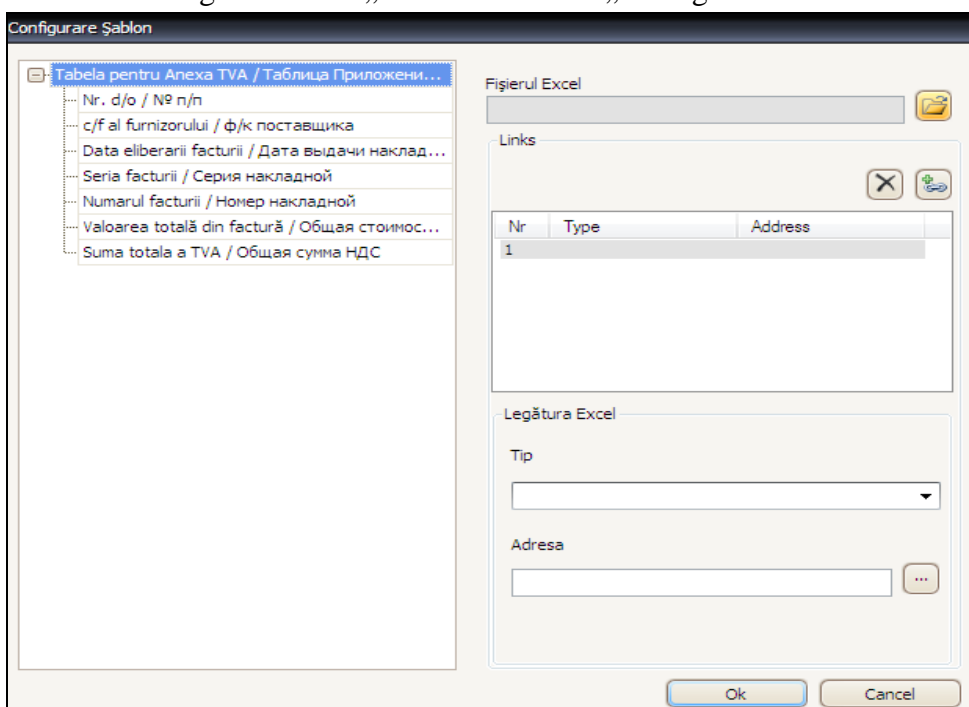 Configurare Şablon
Tabela pentru Anexa TVA / Таблица Приложени...
Nr. d/o / № п/п
c/f al furnizorului / ф/к поставщика
Data eliberarii facturii / Дата выдачи наклад...
Seria facturii / Серия накладной
Numarul facturii / Номер накладной
Valoarea totală din factură / Общая стоимос...
Suma totala a TVA / Общая сумма НДС
Fişierul Excel
Links
Nr Type Address
1
Legătura Excel
Tip
Adresa
...
Ok Cancel